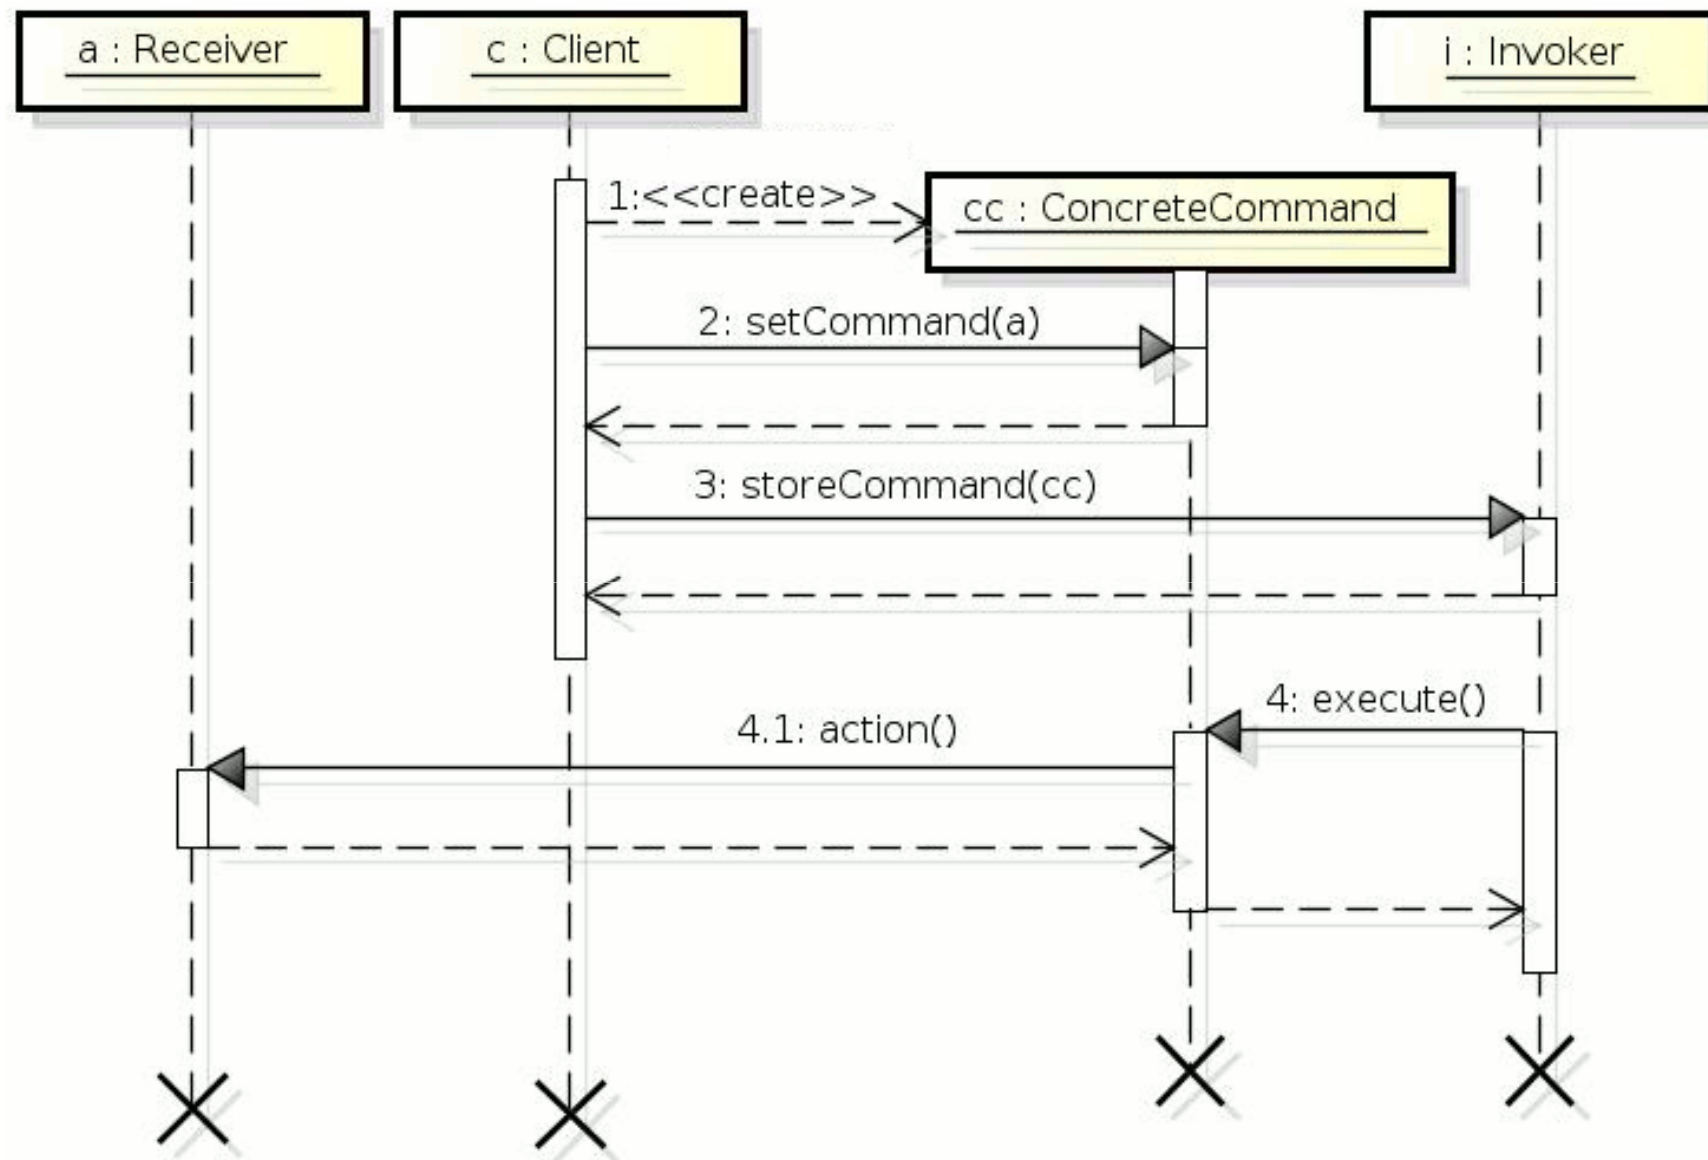 a : Receiver
c : Client
i : Invoker
1:<<create>>
cc : ConcreteCommand
2: setCommand(a)
3: storeCommand(cc)
4: execute()
4.1: action()